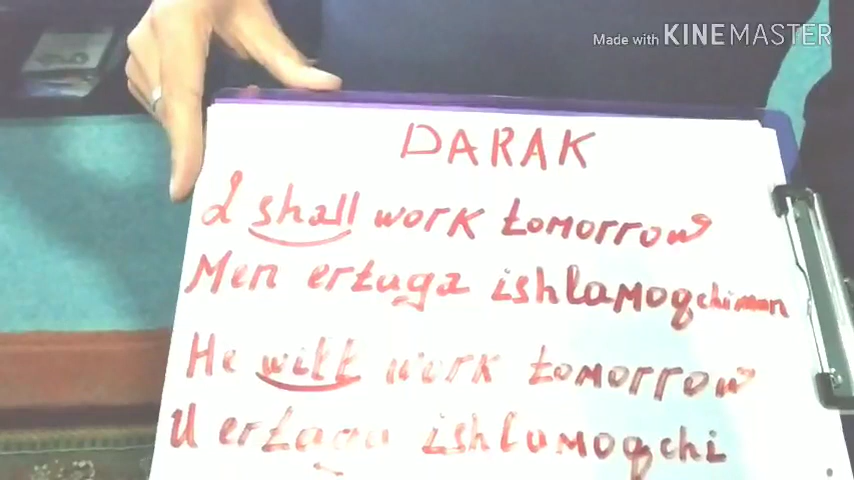 Made with KINEMASTER
DARAK
I shall work tomorrow
Men ertaga ishlamoqchiman
He will work tomorrow
U ertaga ishlamoqchi